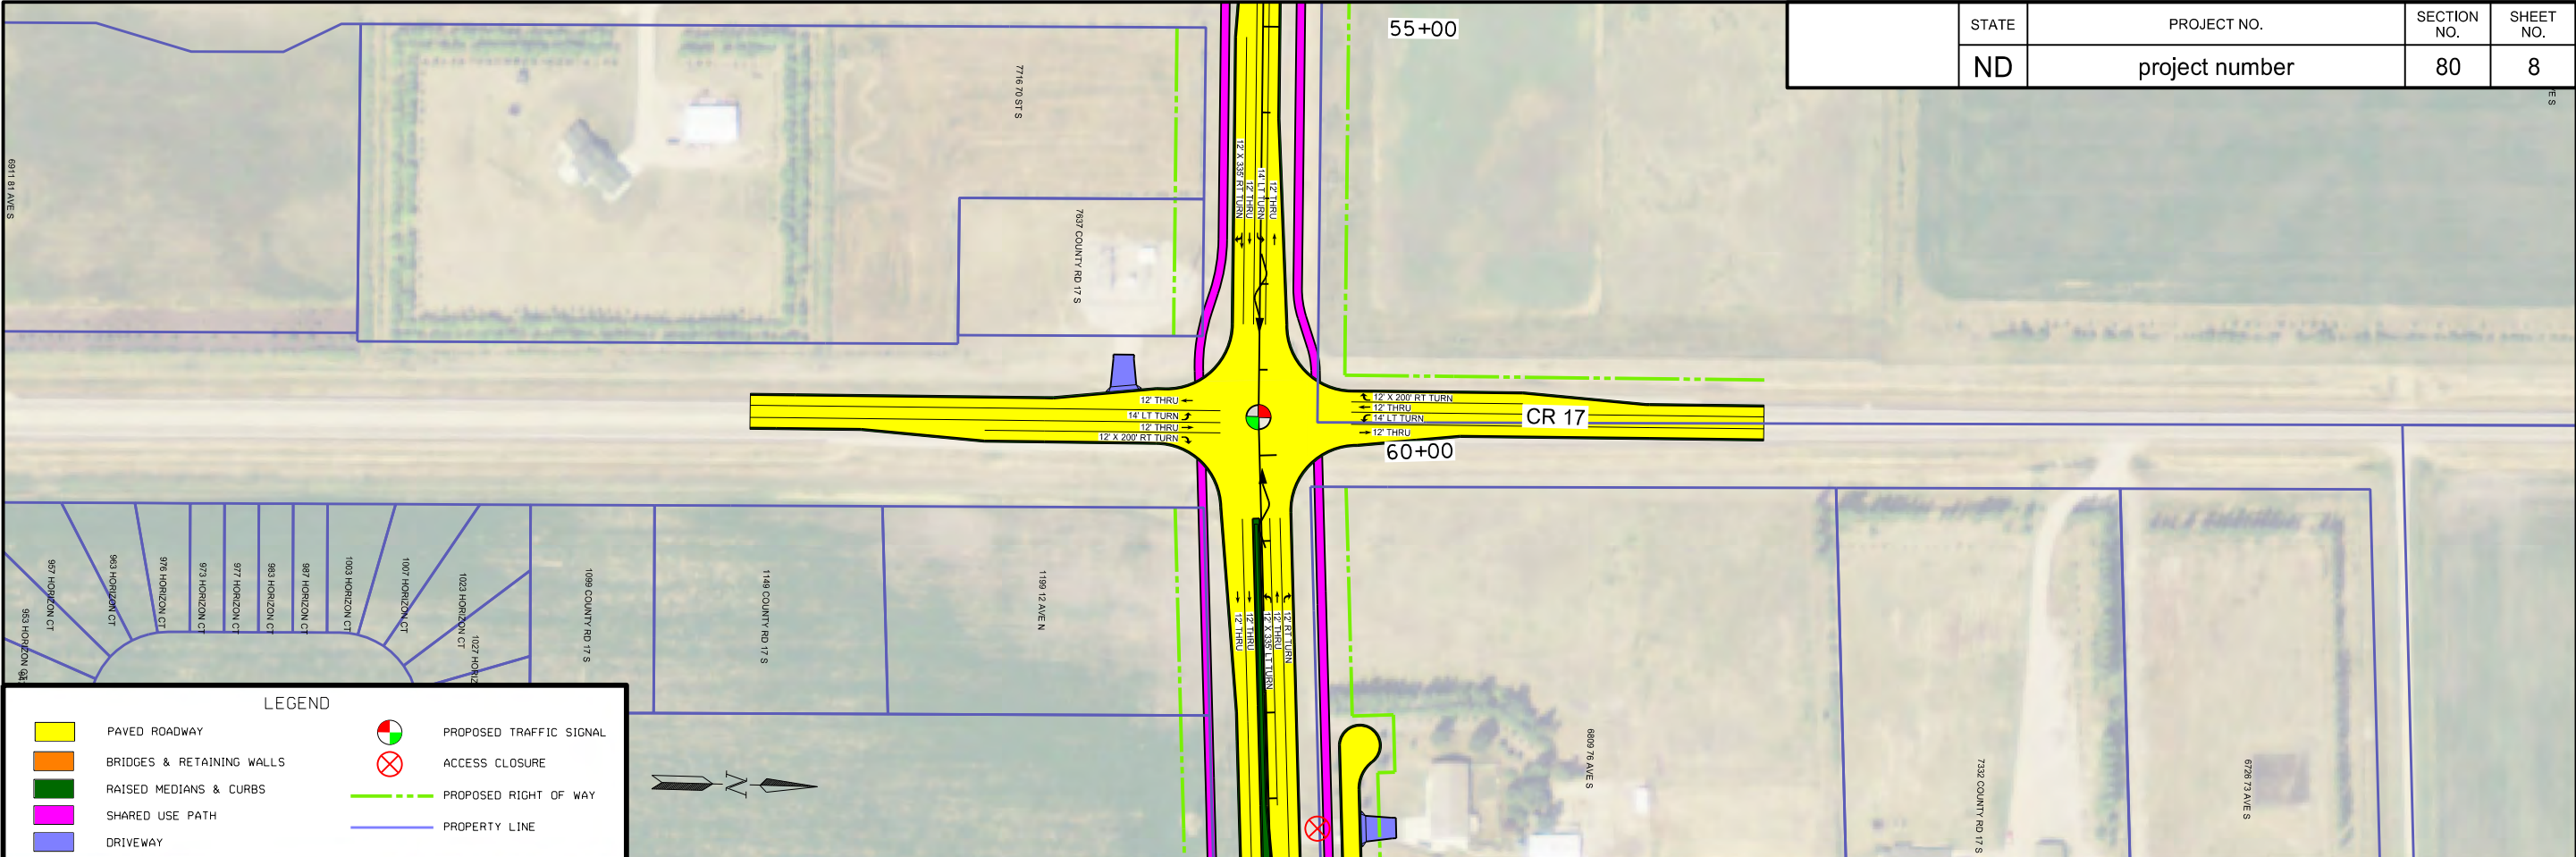 55+00
STATE
PROJECT NO.
SECTION NO.
SHEET NO.
ND
project number
80
8
VE S
6911 81 AVE S
7716 70 ST S
7637 COUNTY RD 17 S
12' X 335' RT TURN
12' THRU
14' LT TURN
12' THRU
12' THRU
14' LT TURN
12' THRU
12' X 200' RT TURN
12' X 200' RT TURN
12' THRU
14' LT TURN
12' THRU
CR 17
60+00
953 HORIZON CT
957 HORIZON CT
963 HORIZON CT
976 HORIZON CT
973 HORIZON CT
977 HORIZON CT
983 HORIZON CT
987 HORIZON CT
1003 HORIZON CT
1007 HORIZON CT
1023 HORIZON CT
1027 HORIZ
1099 COUNTY RD 17 S
1149 COUNTY RD 17 S
1199 12 AVE N
12' THRU
12' THRU
12' X 335' LT TURN
12' THRU
12' RT TURN
6809 76 AVE S
7332 COUNTY RD 17 S
6726 73 AVE S
N
LEGEND
PAVED ROADWAY
BRIDGES & RETAINING WALLS
RAISED MEDIANS & CURBS
SHARED USE PATH
DRIVEWAY
PROPOSED TRAFFIC SIGNAL
ACCESS CLOSURE
PROPOSED RIGHT OF WAY
PROPERTY LINE